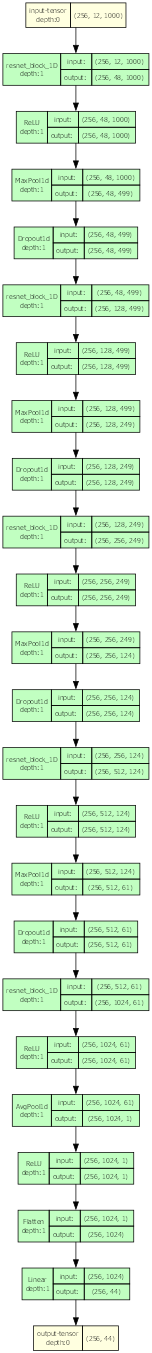 input-tensor
depth:0
(256, 12, 1000)
resnet_block_1D
depth:1
input:
(256, 12, 1000)
output:
(256, 48, 1000)
ReLU
depth:1
input:
(256, 48, 1000)
output:
(256, 48, 1000)
MaxPool1d
depth:1
input:
(256, 48, 1000)
output:
(256, 48, 499)
Dropout1d
depth:1
input:
(256, 48, 499)
output:
(256, 48, 499)
resnet_block_1D
depth:1
input:
(256, 48, 499)
output:
(256, 128, 499)
ReLU
depth:1
input:
(256, 128, 499)
output:
(256, 128, 499)
MaxPool1d
depth:1
input:
(256, 128, 499)
output:
(256, 128, 249)
Dropout1d
depth:1
input:
(256, 128, 249)
output:
(256, 128, 249)
resnet_block_1D
depth:1
input:
(256, 128, 249)
output:
(256, 256, 249)
ReLU
depth:1
input:
(256, 256, 249)
output:
(256, 256, 249)
MaxPool1d
depth:1
input:
(256, 256, 249)
output:
(256, 256, 124)
Dropout1d
depth:1
input:
(256, 256, 124)
output:
(256, 256, 124)
resnet_block_1D
depth:1
input:
(256, 256, 124)
output:
(256, 512, 124)
ReLU
depth:1
input:
(256, 512, 124)
output:
(256, 512, 124)
MaxPool1d
depth:1
input:
(256, 512, 124)
output:
(256, 512, 61)
Dropout1d
depth:1
input:
(256, 512, 61)
output:
(256, 512, 61)
resnet_block_1D
depth:1
input:
(256, 512, 61)
output:
(256, 1024, 61)
ReLU
depth:1
input:
(256, 1024, 61)
output:
(256, 1024, 61)
AvgPool1d
depth:1
input:
(256, 1024, 61)
output:
(256, 1024, 1)
ReLU
depth:1
input:
(256, 1024, 1)
output:
(256, 1024, 1)
Flatten
depth:1
input:
(256, 1024, 1)
output:
(256, 1024)
Linear
depth:1
input:
(256, 1024)
output:
(256, 44)
output-tensor
depth:0
(256, 44)